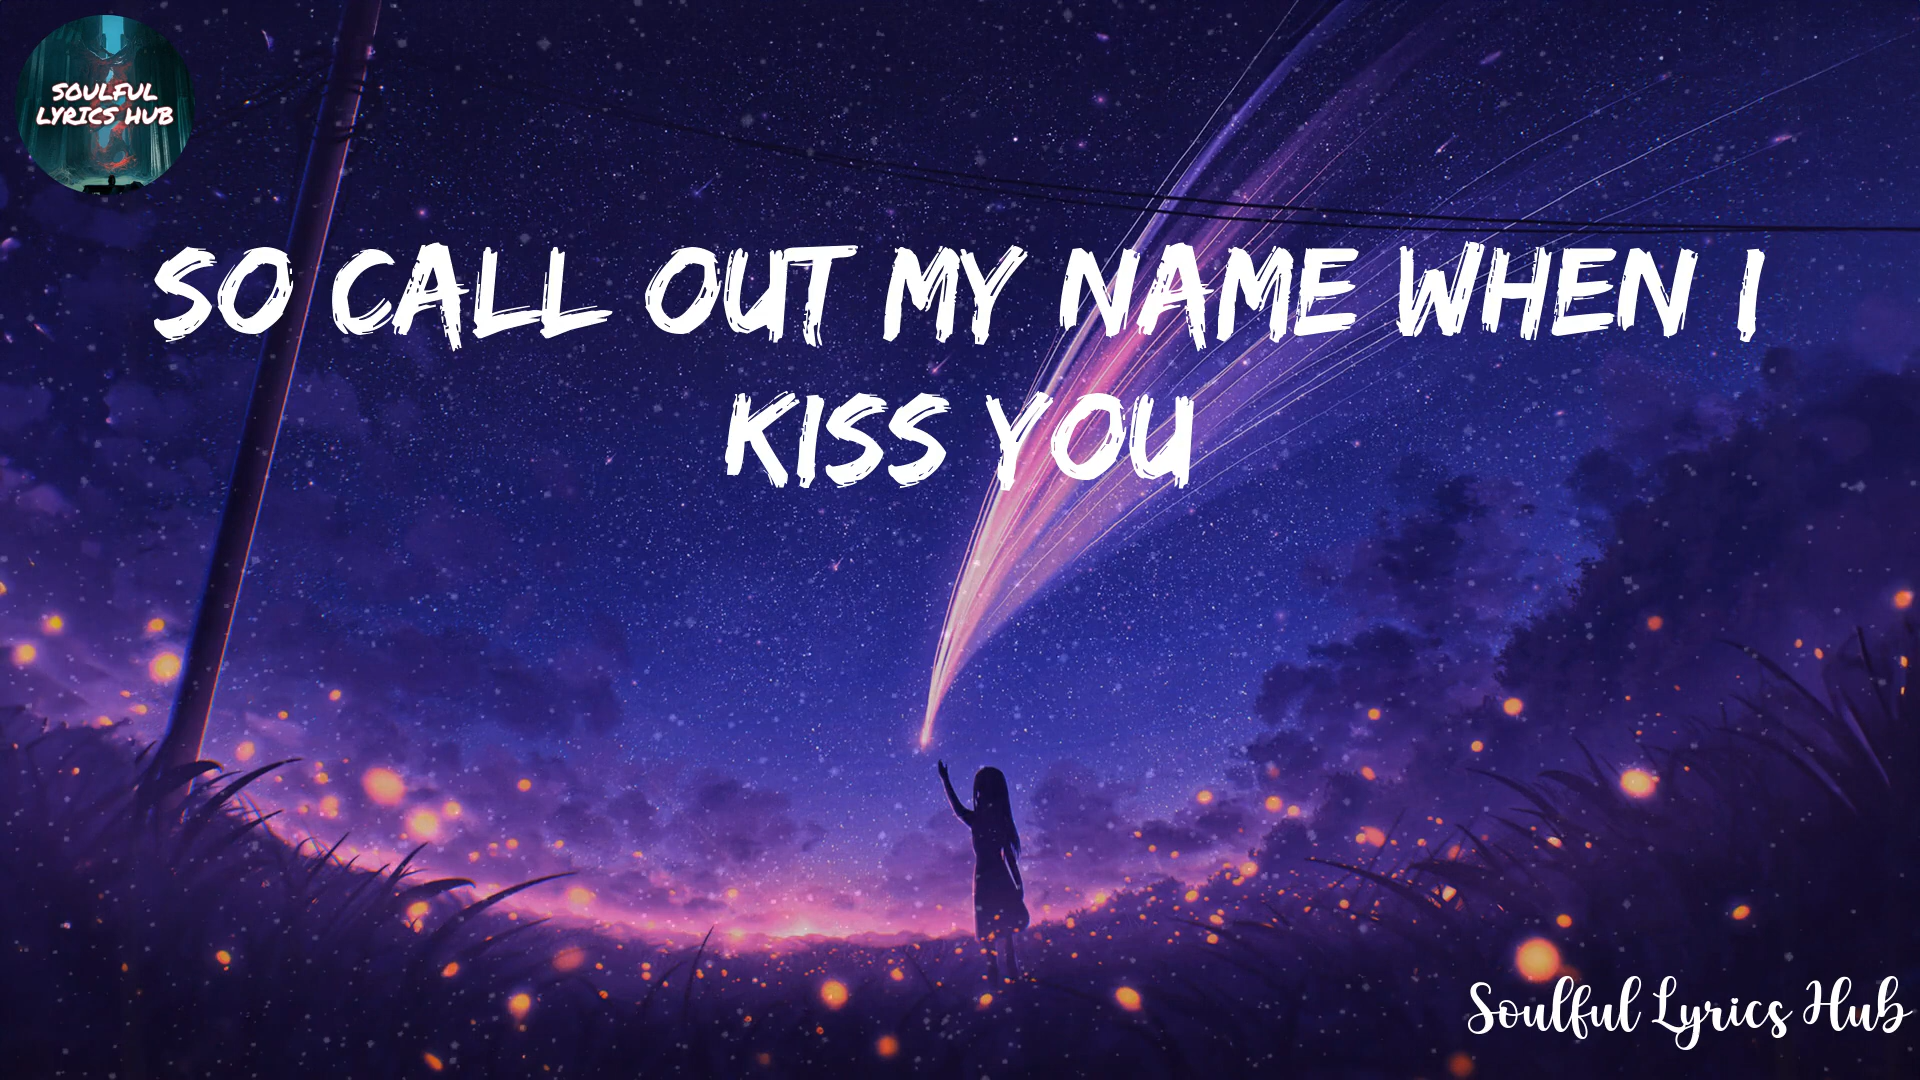 SOULFUL
LYRICS HUB
SO CALL OUT MY NAME WHEN I
KISS YOU
Soulful Lyrics Hub